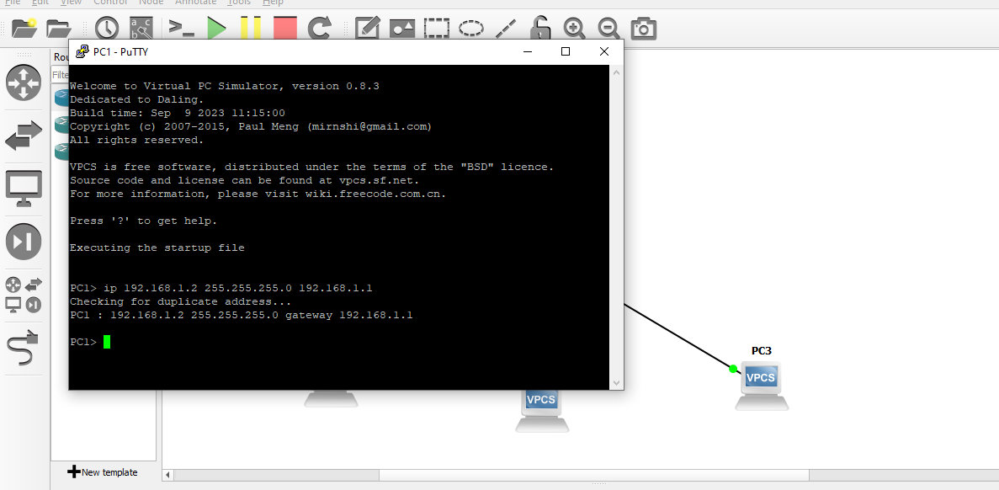 File Edit View Control Node Annotate Tools Help
a c
PC1 - PuTTY
Rou
Filte
Welcome to Virtual PC Simulator, version 0.8.3
Dedicated to Daling.
Build time: Sep  9 2023 11:15:00
Copyright (c) 2007-2015, Paul Meng (mirnshi@gmail.com)
All rights reserved.
VPCS is free software, distributed under the terms of the "BSD" licence.
Source code and license can be found at vpcs.sf.net.
For more information, please visit wiki.freecode.com.cn.
Press '?' to get help.
Executing the startup file
PC1> ip 192.168.1.2 255.255.255.0 192.168.1.1
Checking for duplicate address...
PC1 : 192.168.1.2 255.255.255.0 gateway 192.168.1.1
PC1>
PC3
VPCS
VPCS
New template